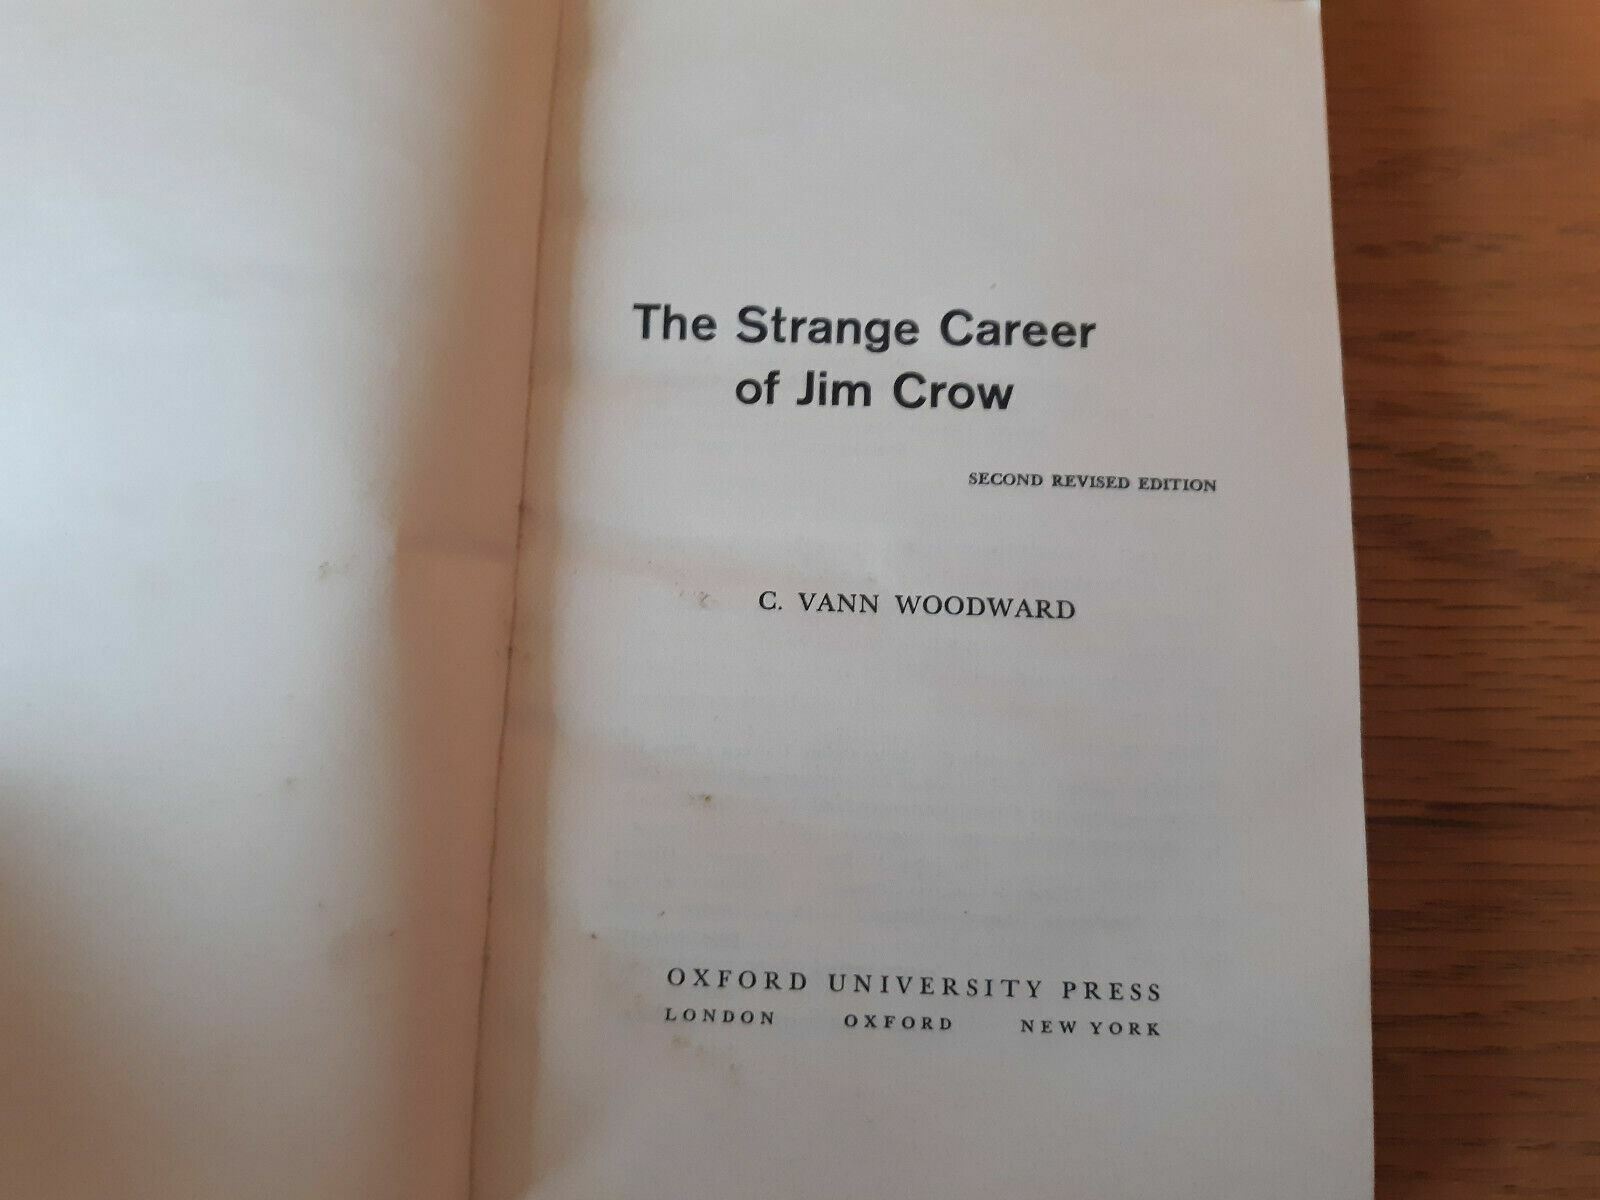 The Strange Career
of Jim Crow
SECOND REVISED EDITION
C. VANN WOODWARD
OXFORD UNIVERSITY PRESS
LONDON OXFORD NEW YORK